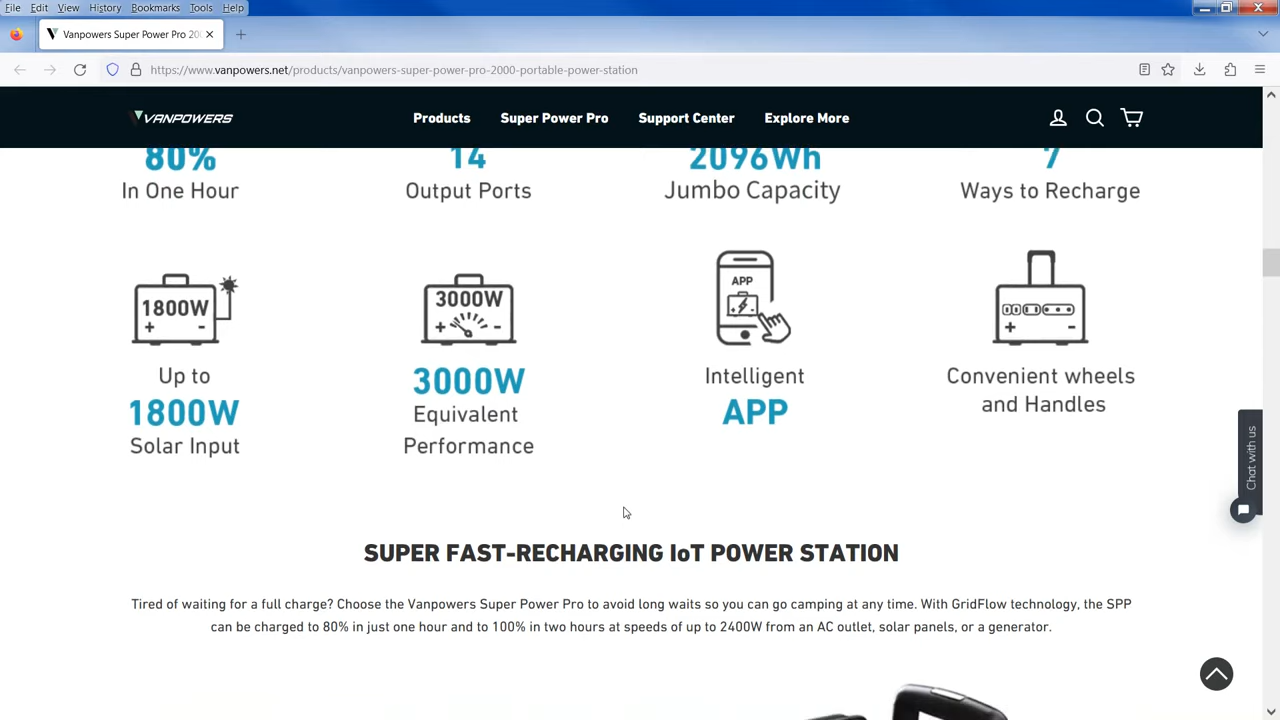 File Edit View History Bookmarks Tools Help
Vanpowers Super Power Pro 20
https://www.vanpowers.net/products/vanpowers-super-power-pro-2000-portable-power-station
VANPOWERS Products Super Power Pro Support Center Explore More
80% 14 2096Wh 7
In One Hour Output Ports Jumbo Capacity Ways to Recharge
1800W
+ -
3000W
+ -
APP
+ -
Up to
1800W
Solar Input
3000W
Equivalent
Performance
Intelligent
APP
Convenient wheels
and Handles
Chat with us
SUPER FAST-RECHARGING IoT POWER STATION
Tired of waiting for a full charge? Choose the Vanpowers Super Power Pro to avoid long waits so you can go camping at any time. With GridFlow technology, the SPP
can be charged to 80% in just one hour and to 100% in two hours at speeds of up to 2400W from an AC outlet, solar panels, or a generator.